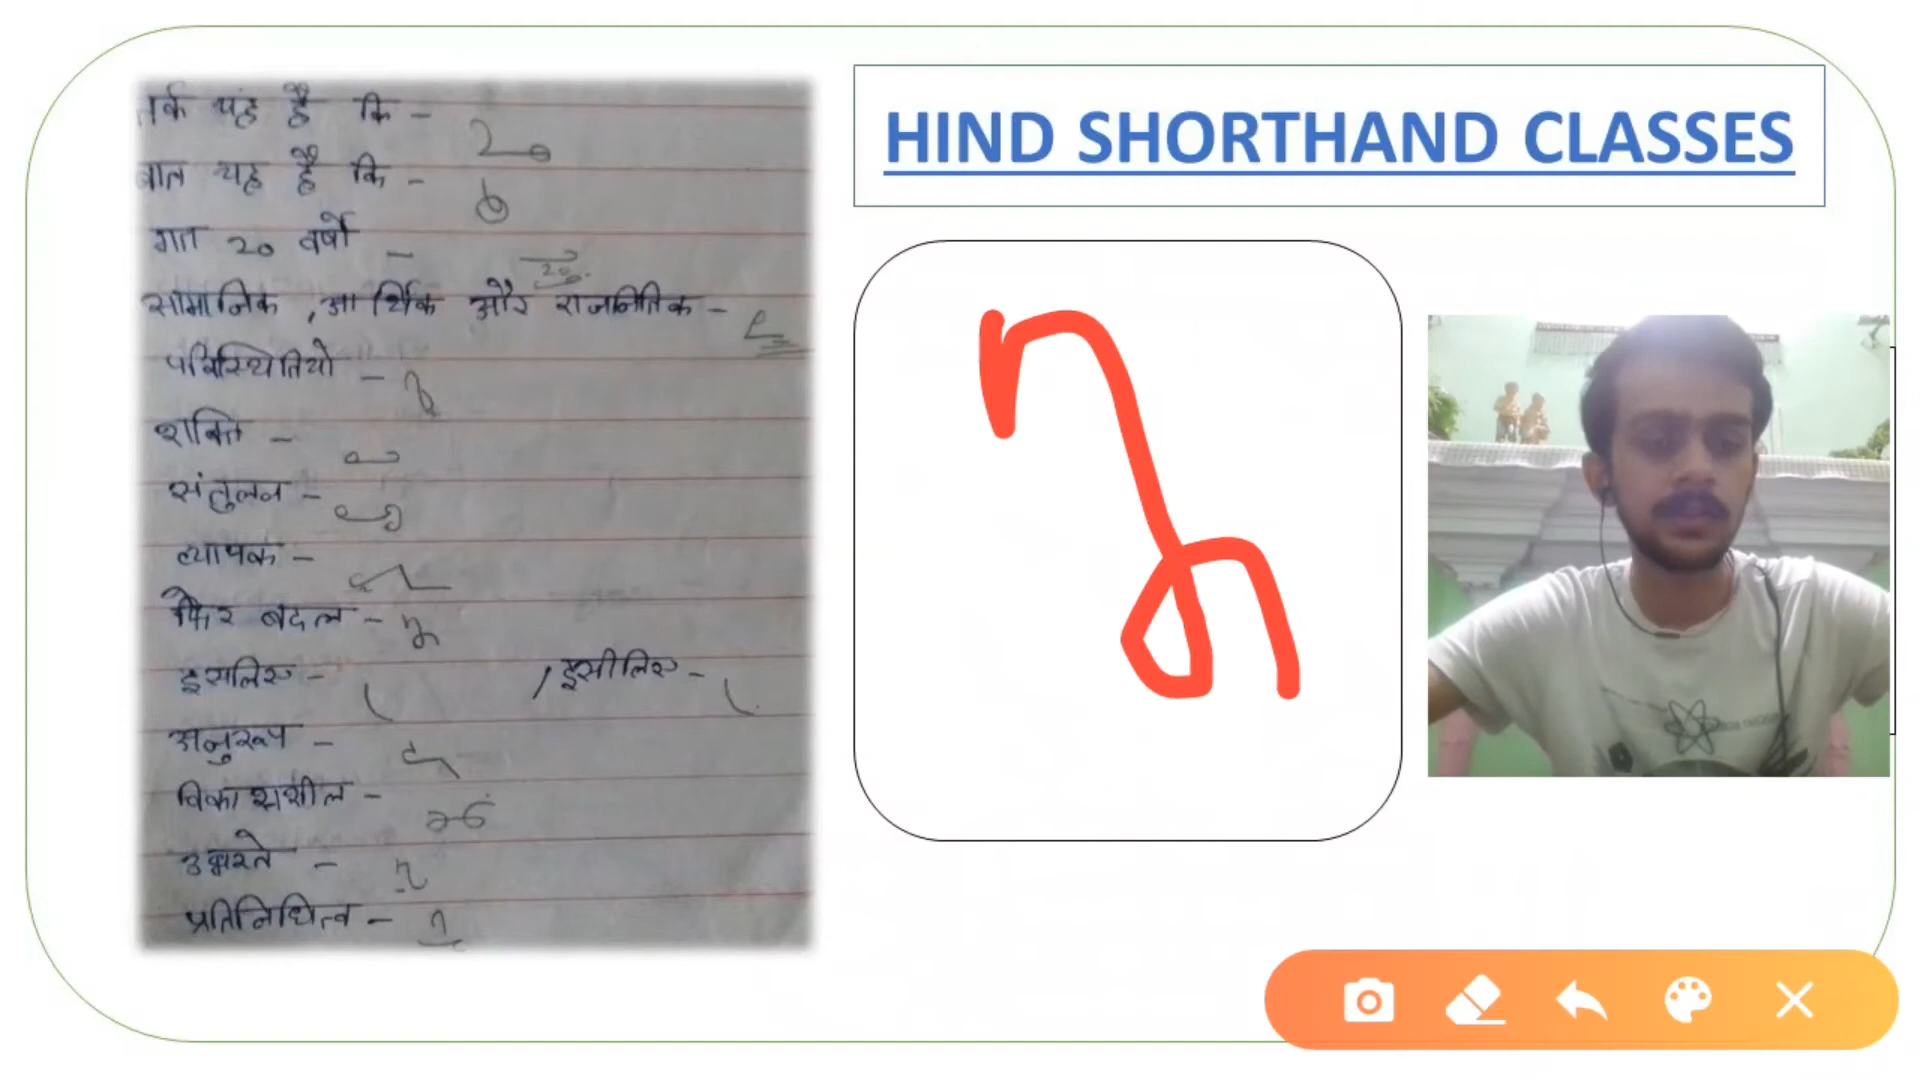 तर्क यह है कि -
बात यह है कि -
गत 20 वर्षो -
20
सामाजिक, आर्थिक और राजनितिक -
परिस्थितियो -
शक्ति -
संतुलन -
व्यापक -
फेर बदल -
इसलिए - / इसीलिए -
अनुरूप -
विकासशील -
उभरते -
प्रतिनिधित्व -
HIND SHORTHAND CLASSES